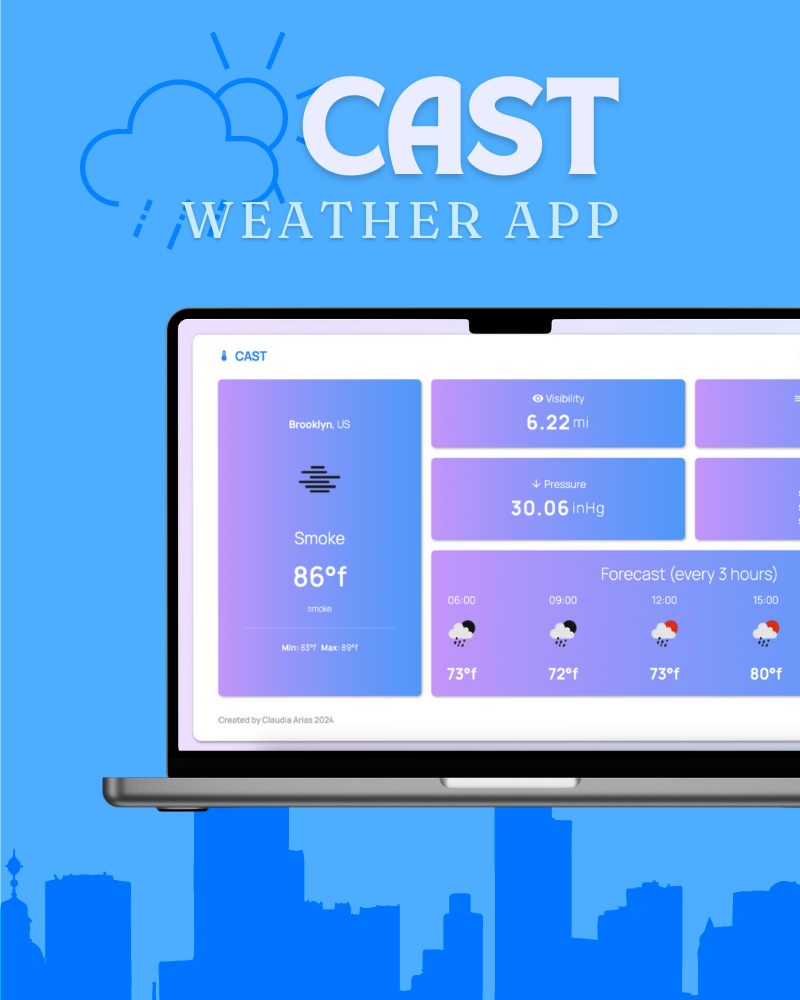 CAST
WEATHER APP
CAST
Brooklyn, US
Smoke
86°f
smoke
Min: 83°f Max: 89°f
Visibility
6.22 mi
Pressure
30.06 inHg
Forecast (every 3 hours)
06:00 09:00 12:00 15:00
73°f 72°f 73°f 80°f
Created by Claudia Arias 2024